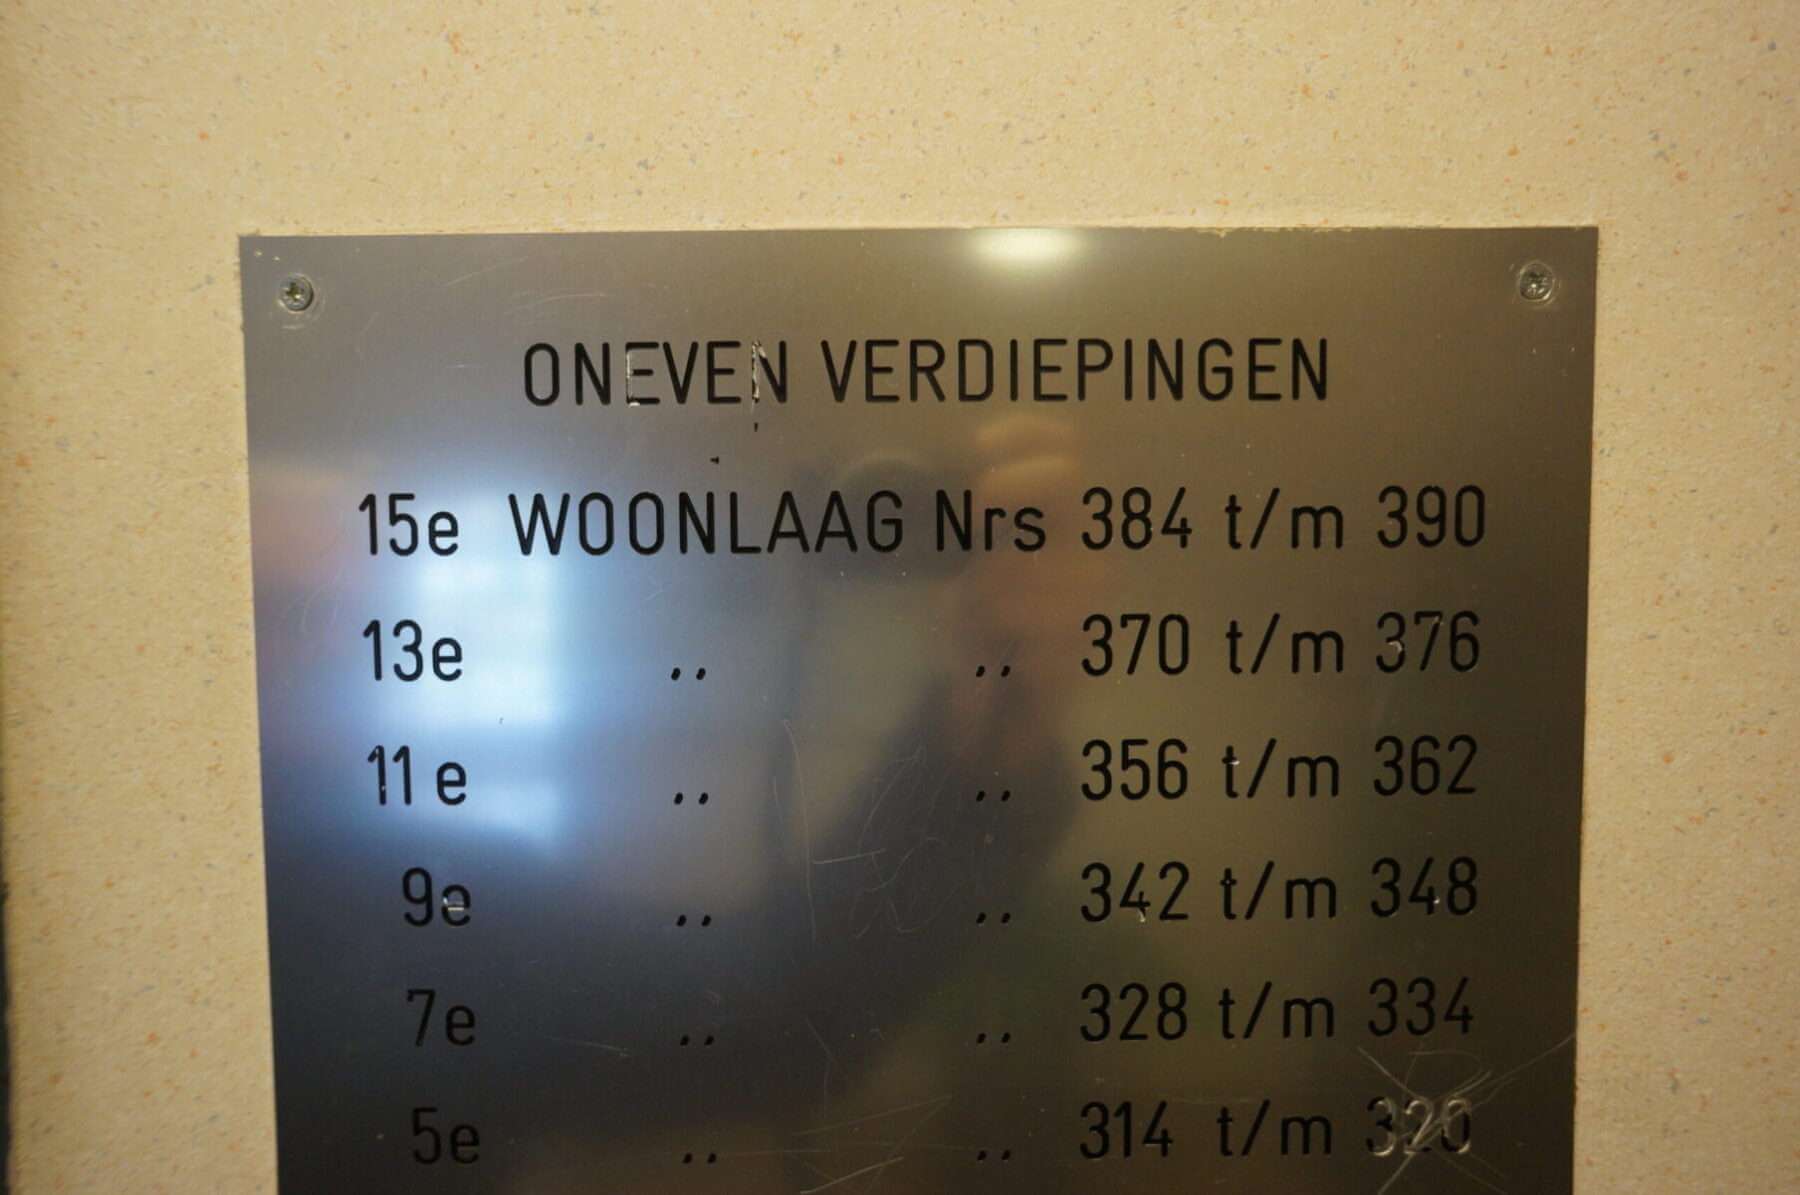 ONEVEN VERDIEPINGEN
15e WOONLAAG Nrs 384 t/m 390
13e .. .. 370 t/m 376
11e .. .. 356 t/m 362
9e .. .. 342 t/m 348
7e .. .. 328 t/m 334
5e .. .. 314 t/m 320